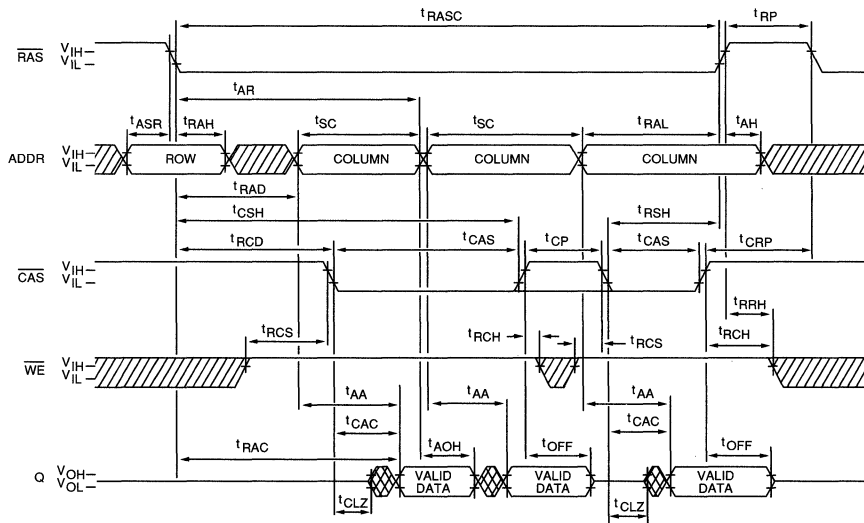 tRASC tRP
RAS VIH
VIL
tAR
tASR tRAH tSC tSC tRAL tAH
ADDR VIH
VIL
ROW COLUMN COLUMN COLUMN
tRAD
tCSH tRSH
tRCD tCAS tCP tCAS tCRP
CAS VIH
VIL
tRRH
tRCS tRCH tRCS tRCH
WE VIH
VIL
tAA tAA tAA
tCAC tCAC
tRAC tAOH tOFF tOFF
Q VOH
VOL
VALID DATA VALID DATA VALID DATA
tCLZ tCLZ